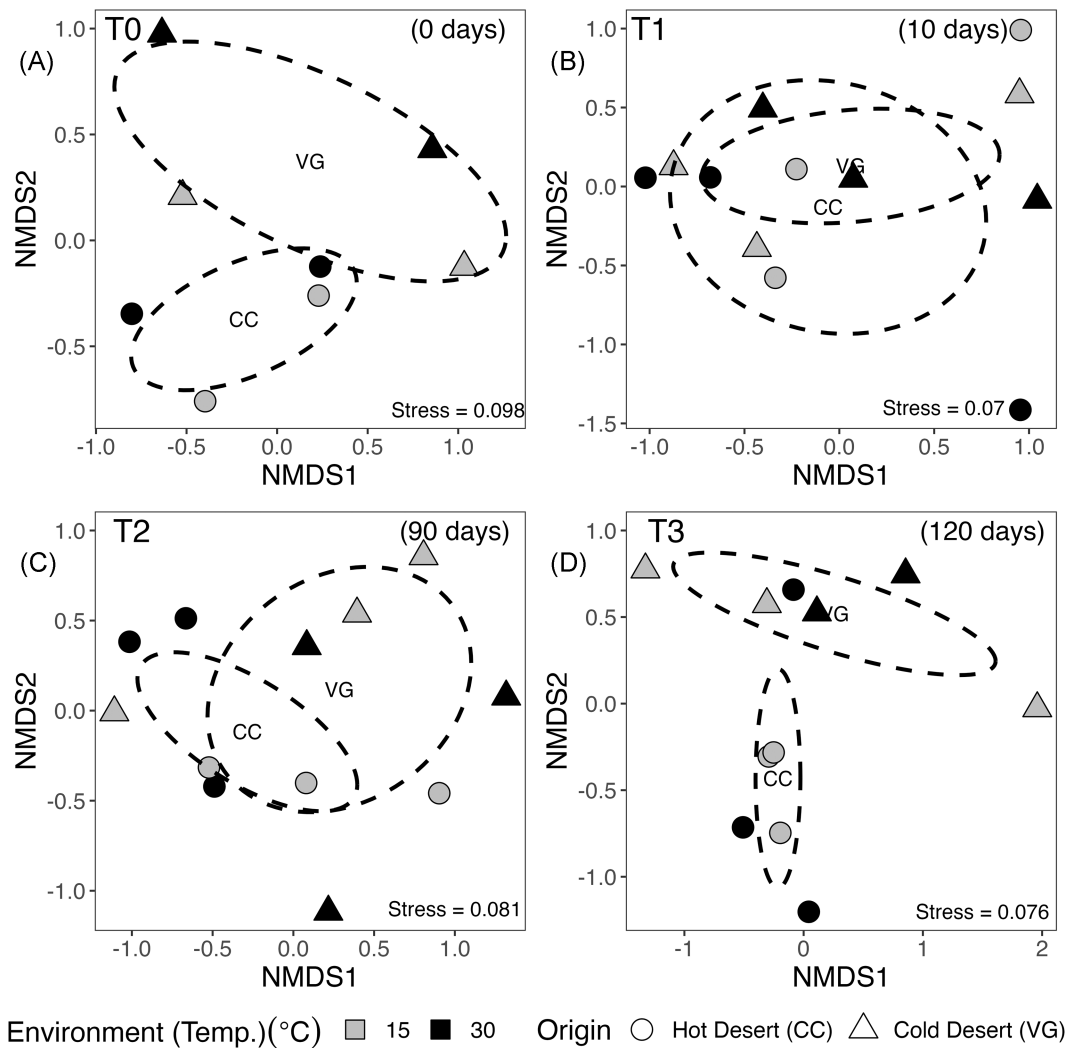 (A)
T0
(0 days)
1.0
0.5
0.0
-0.5
NMDS2
VG
CC
Stress = 0.098
-1.0
-0.5
0.0
0.5
1.0
NMDS1
(B)
T1
(10 days)
1.0
0.5
0.0
-0.5
-1.0
-1.5
NMDS2
VG
CC
Stress = 0.07
-1.0
-0.5
0.0
0.5
1.0
NMDS1
(C)
T2
(90 days)
1.0
0.5
0.0
-0.5
-1.0
NMDS2
VG
CC
Stress = 0.081
-1.0
-0.5
0.0
0.5
1.0
NMDS1
(D)
T3
(120 days)
1.0
0.5
0.0
-0.5
-1.0
NMDS2
VG
CC
Stress = 0.076
-1
0
1
2
NMDS1
Environment (Temp.)(°C) 15 30 Origin Hot Desert (CC) Cold Desert (VG)